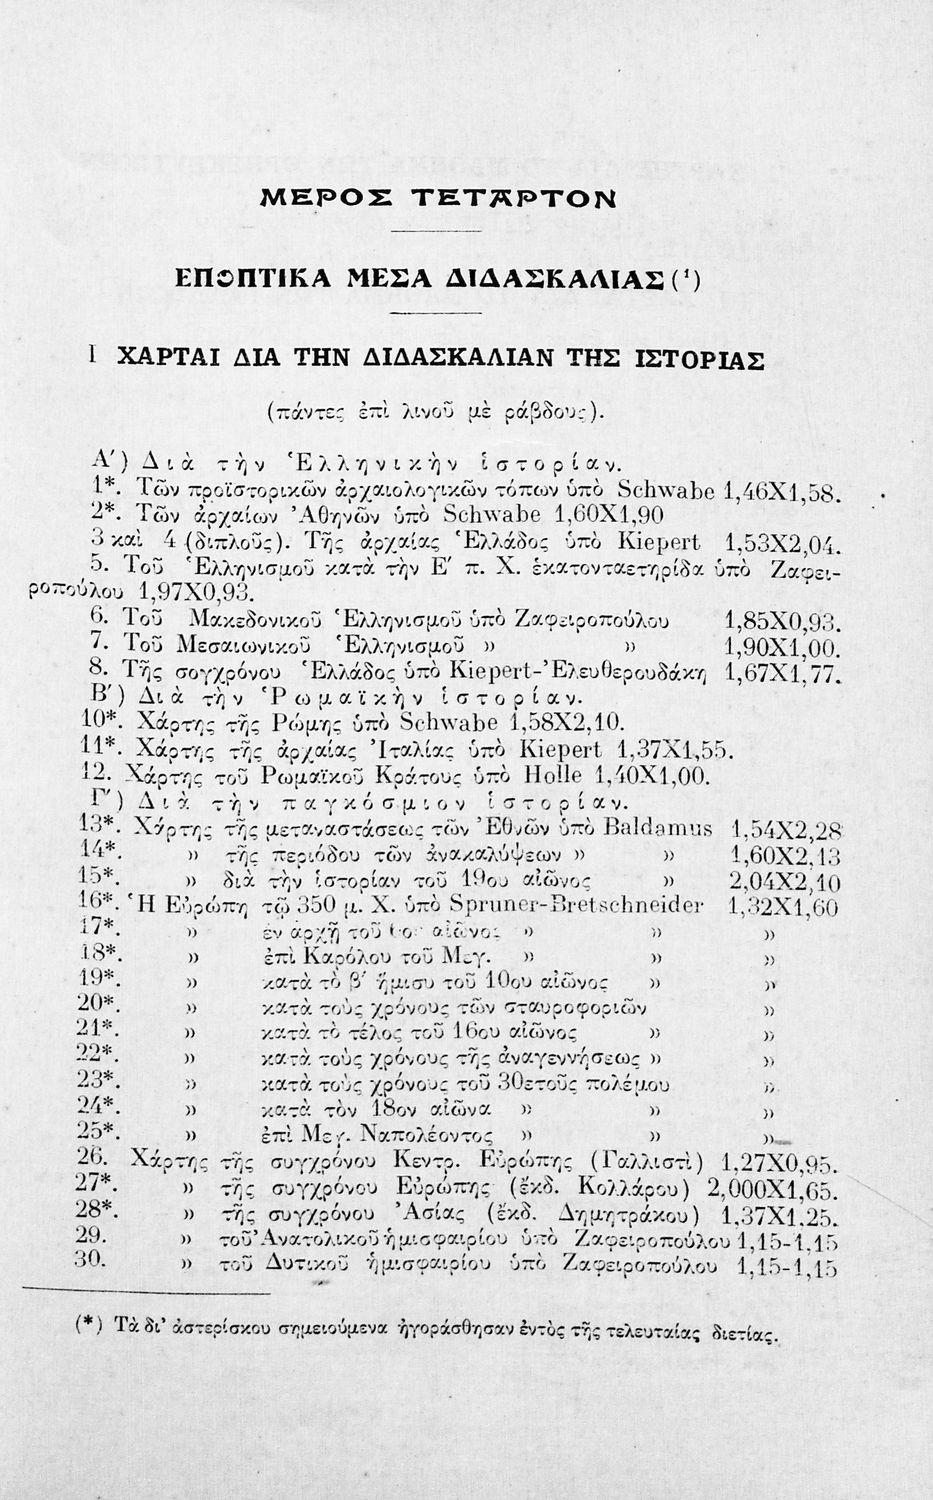 ΜΕΡΟΣ ΤΕΤΑΡΤΟΝ
ΕΠΟΠΤΙΚΑ ΜΕΣΑ ΔΙΔΑΣΚΑΛΙΑΣ (¹)
Ι ΧΑΡΤΑΙ ΔΙΑ ΤΗΝ ΔΙΔΑΣΚΑΛΙΑΝ ΤΗΣ ΙΣΤΟΡΙΑΣ
(πάντες ἐπὶ λινοῦ μὲ ράβδους).
Α′) Διὰ τὴν Ἑλληνικὴν ἱστορίαν.
1*. Τῶν προϊστορικῶν ἀρχαιολογικῶν τόπων ὑπὸ Schwabe 1,46Χ1,58.
2*. Τῶν ἀρχαίων Ἀθηνῶν ὑπὸ Schwabe 1,60Χ1,90
3 καὶ 4 (διπλοῦς). Τῆς ἀρχαίας Ἑλλάδος ὑπὸ Kiepert 1,53Χ2,04.
5. Τοῦ Ἑλληνισμοῦ κατὰ τὴν Ε′ π. Χ. ἑκατονταετηρίδα ὑπὸ Ζαφει-
ροπούλου 1,97Χ0,93.
6. Τοῦ Μακεδονικοῦ Ἑλληνισμοῦ ὑπὸ Ζαφειροπούλου 1,85Χ0,93.
7. Τοῦ Μεσαιωνικοῦ Ἑλληνισμοῦ » » 1,90Χ1,00.
8. Τῆς σογχρόνου Ἑλλάδος ὑπὸ Kiepert-Ἐλευθερουδάκη 1,67Χ1,77.
Β′) Διὰ τὴν Ῥωμαϊκὴν ἱστορίαν.
10*. Χάρτης τῆς Ρώμης ὑπὸ Schwabe 1,58Χ2,10.
11*. Χάρτης τῆς ἀρχαίας Ἰταλίας ὑπὸ Kiepert 1,37Χ1,55.
12. Χάρτης τοῦ Ρωμαϊκοῦ Κράτους ὑπὸ Holle 1,40Χ1,00.
Γ′) Διὰ τὴν παγκόσμιον ἱστορίαν.
13*. Χάρτης τῆς μεταναστάσεως τῶν Ἐθνῶν ὑπὸ Baldamus 1,54Χ2,28
14*. » τῆς περιόδου τῶν ἀνακαλύψεων » » 1,60Χ2,13
15*. » διὰ τὴν ἱστορίαν τοῦ 19ου αἰῶνος » 2,04Χ2,10
16*. Ἡ Εὐρώπη τῷ 350 μ. Χ. ὑπὸ Spruner-Bretschneider 1,32Χ1,60
17*. » ἐν ἀρχῇ τοῦ αἰῶνος » » »
18*. » ἐπὶ Καρόλου τοῦ Μεγ. » » »
19*. » κατὰ τὸ β′ ἥμισυ τοῦ 10ου αἰῶνος » »
20*. » κατὰ τοὺς χρόνους τῶν σταυροφοριῶν »
21*. » κατὰ τὸ τέλος τοῦ 16ου αἰῶνος » »
22*. » κατὰ τοὺς χρόνους τῆς ἀναγεννήσεως » »
23*. » κατὰ τοὺς χρόνους τοῦ 30ετοῦς πολέμου »
24*. » κατὰ τὸν 18ον αἰῶνα » » »
25*. » ἐπὶ Μεγ. Ναπολέοντος » » »
26. Χάρτης τῆς συγχρόνου Κεντρ. Εὐρώπης (Γαλλιστὶ) 1,27Χ0,95.
27*. » τῆς συγχρόνου Εὐρώπης (ἔκδ. Κολλάρου) 2,000Χ1,65.
28*. » τῆς συγχρόνου Ἀσίας (ἔκδ. Δημητράκου) 1,37Χ1.25.
29. » τοῦ Ἀνατολικοῦ ἡμισφαιρίου ὑπὸ Ζαφειροπούλου 1,15-1,15
30. » τοῦ Δυτικοῦ ἡμισφαιρίου ὑπὸ Ζαφειροπούλου 1,15-1,15
(*) Τὰ δι' ἀστερίσκου σημειούμενα ἠγοράσθησαν ἐντὸς τῆς τελευταίας διετίας.